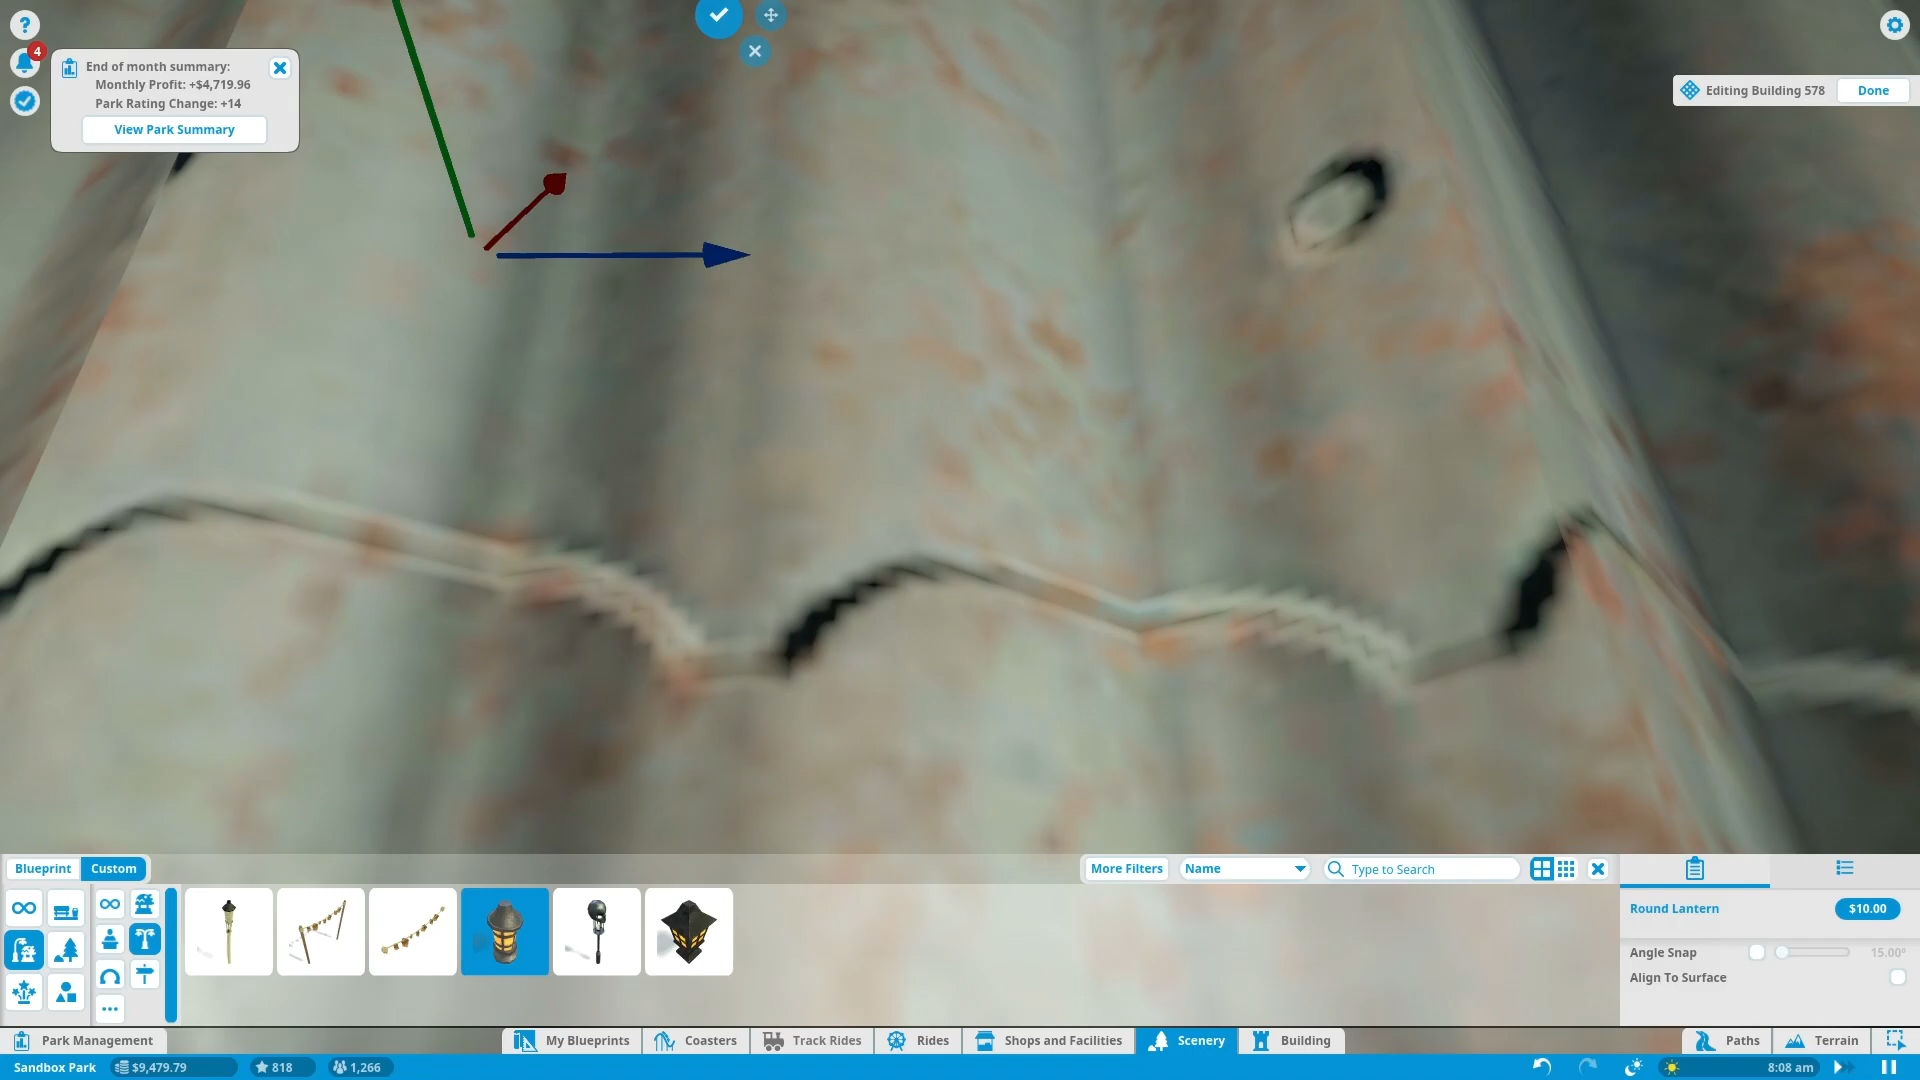 ?
4
End of month summary:
Monthly Profit: +$4,719.96
Park Rating Change: +14
View Park Summary
Editing Building 578
Done
Blueprint
Custom
More Filters
Name
Type to Search
Round Lantern
$10.00
Angle Snap
15.00°
Align To Surface
Park Management
My Blueprints
Coasters
Track Rides
Rides
Shops and Facilities
Scenery
Building
Paths
Terrain
Sandbox Park
$9,479.79
818
1,266
8:08 am